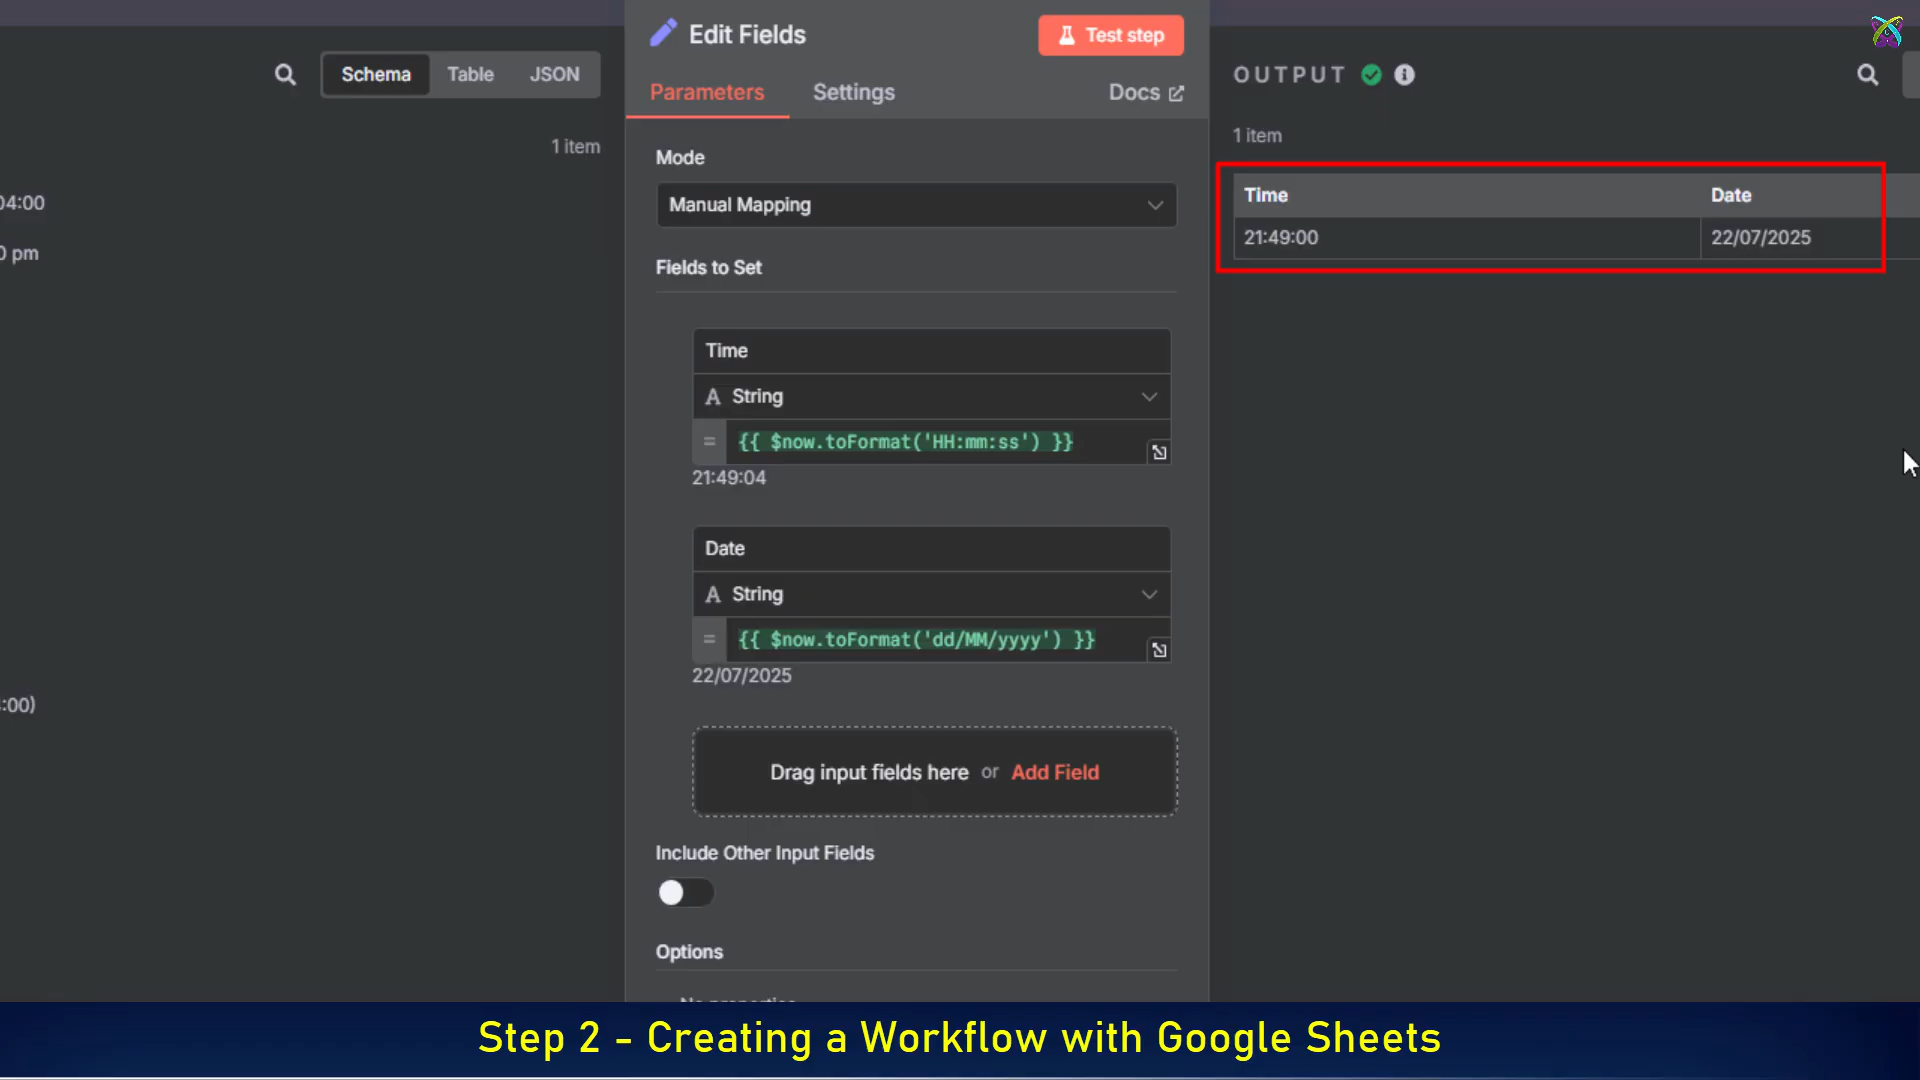 Schema Table JSON
1 item
04:00
0 pm
:00)
Edit Fields
Test step
Parameters Settings Docs
Mode
Manual Mapping
Fields to Set
Time
A String
= {{ $now.toFormat('HH:mm:ss') }}
21:49:04
Date
A String
= {{ $now.toFormat('dd/MM/yyyy') }}
22/07/2025
Drag input fields here or Add Field
Include Other Input Fields
Options
No properties
OUTPUT
1 item
Time Date
21:49:00 22/07/2025
Step 2 - Creating a Workflow with Google Sheets